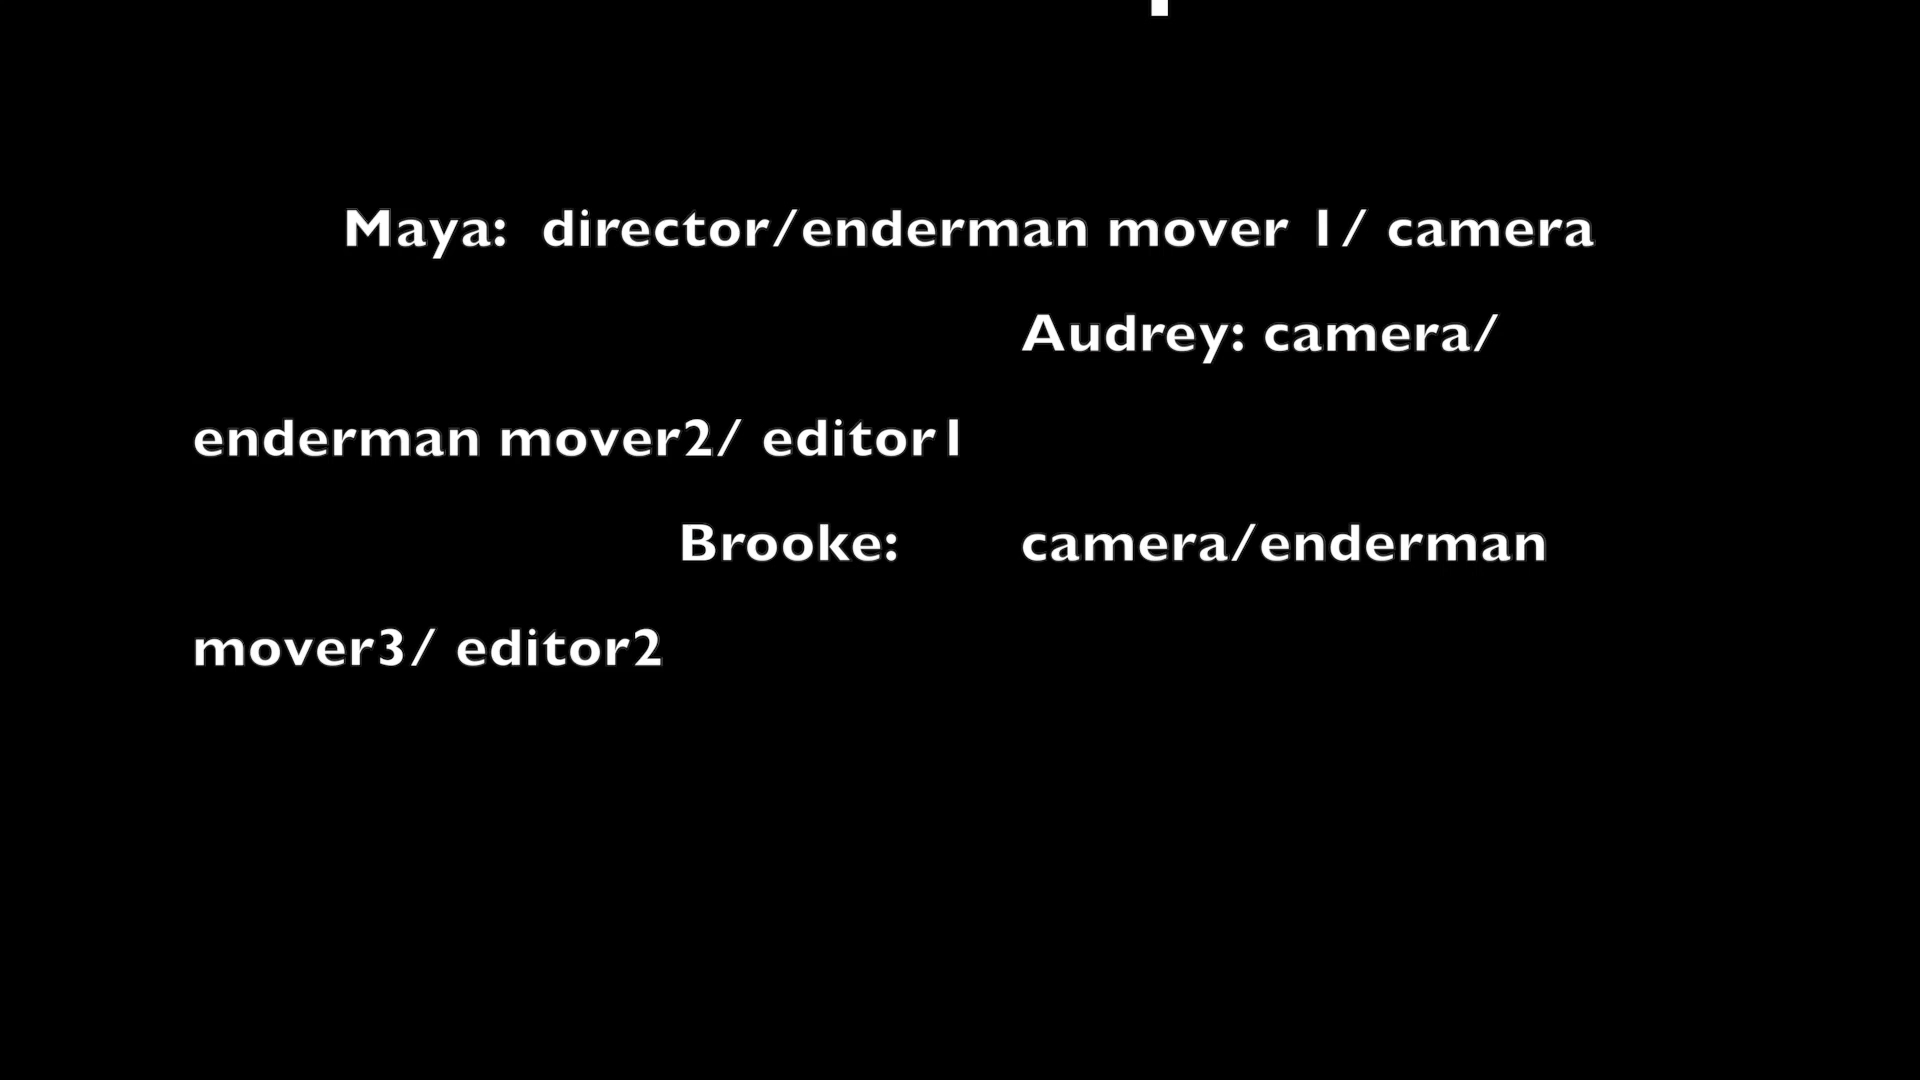 Maya: director/enderman mover 1/ camera
Audrey: camera/
enderman mover2/ editor1
Brooke: camera/enderman
mover3/ editor2